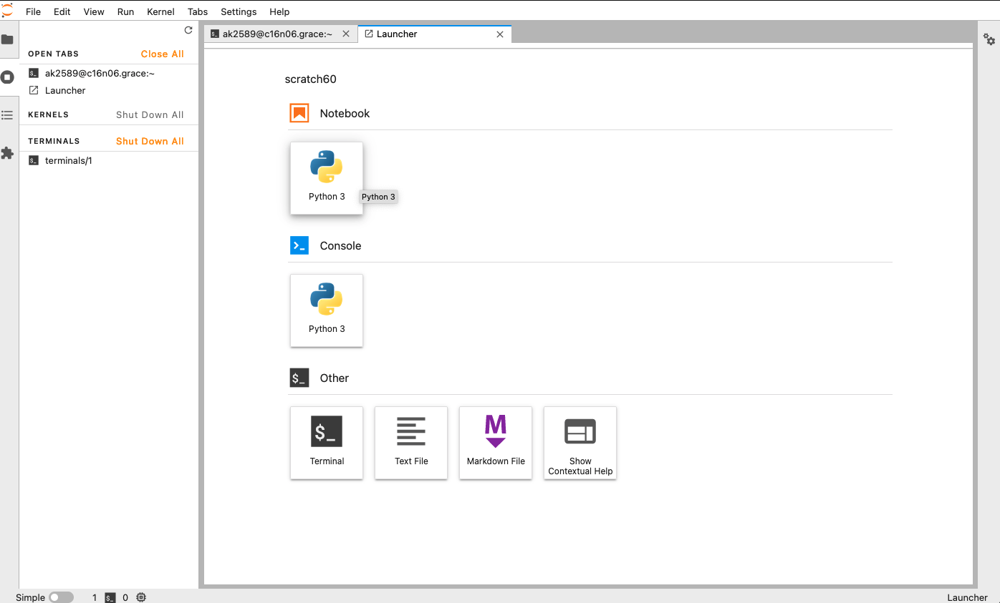 File Edit View Run Kernel Tabs Settings Help
OPEN TABS Close All
ak2589@c16n06.grace:~
Launcher
KERNELS Shut Down All
TERMINALS Shut Down All
$_ terminals/1
ak2589@c16n06.grace:~ Launcher
scratch60
Notebook
Python 3
Python 3
Console
Python 3
$_ Other
$_
Terminal
Text File
M
Markdown File
Show
Contextual Help
Simple 1 $_ 0
Launcher